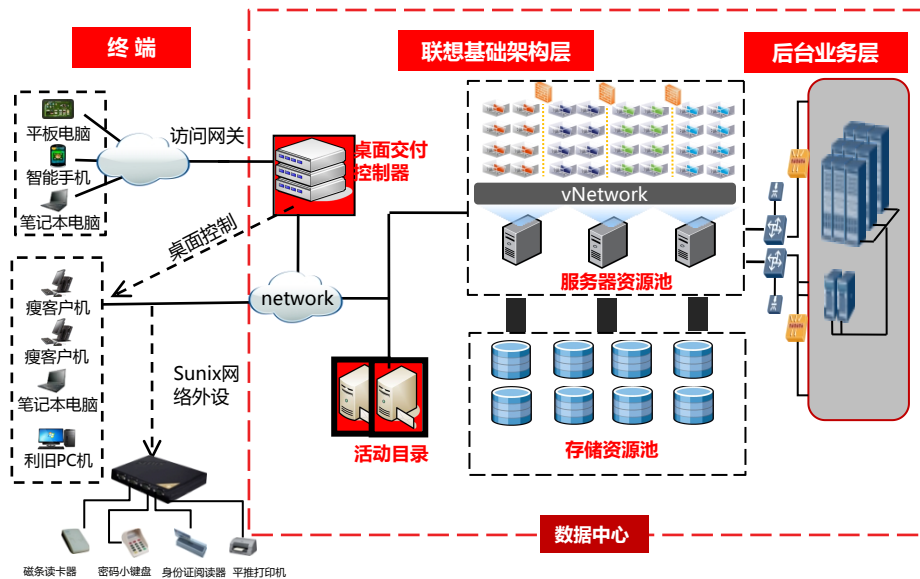 终 端
联想基础架构层
后台业务层
平板电脑
智能手机
笔记本电脑
访问网关
桌面交付
控制器
vNetwork
服务器资源池
桌面控制
瘦客户机
瘦客户机
笔记本电脑
利旧PC机
network
Sunix网
络外设
活动目录
存储资源池
数据中心
磁条读卡器
密码小键盘
身份证阅读器
平推打印机